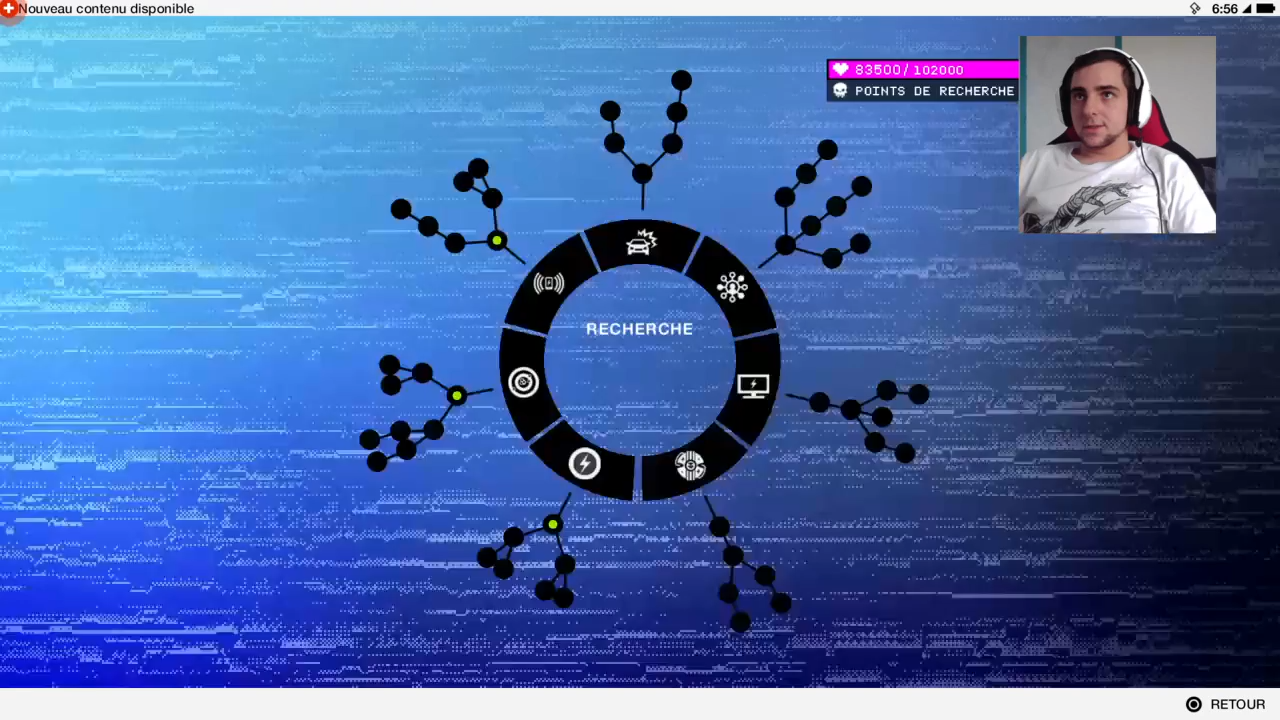 Nouveau contenu disponible
6:56
83500/102000
POINTS DE RECHERCHE
RECHERCHE
RETOUR